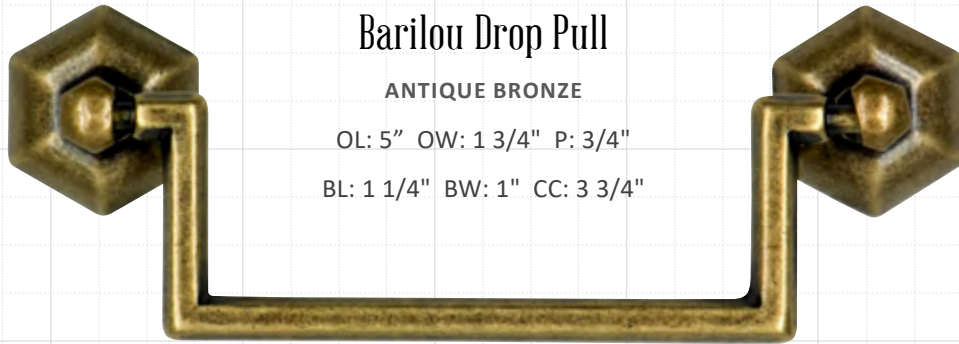 Barilou Drop Pull
ANTIQUE BRONZE
OL: 5” OW: 1 3/4" P: 3/4"
BL: 1 1/4" BW: 1" CC: 3 3/4"